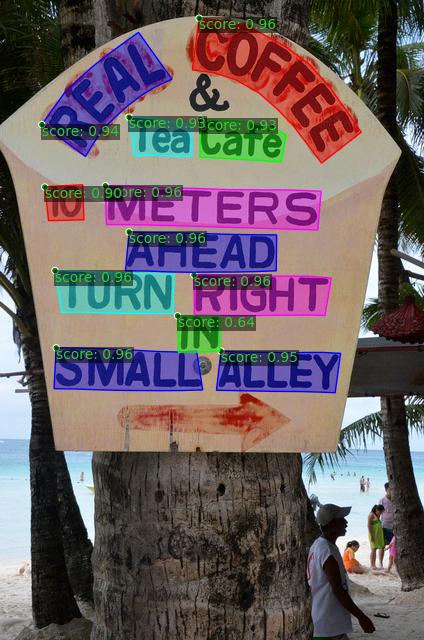 score: 0.96
REAL COFFEE
&
score: 0.94 score: 0.93 score: 0.93
Tea Cafe
score: 0.90 score: 0.96
10 METERS
score: 0.96
AHEAD
score: 0.96 score: 0.96
TURN RIGHT
score: 0.64
IN
score: 0.96 score: 0.95
SMALL ALLEY